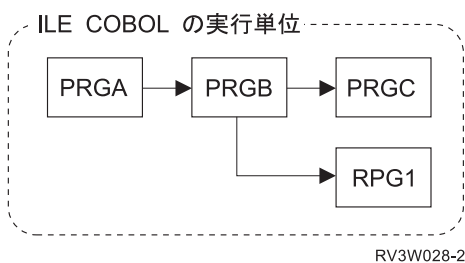 ILE COBOL の実行単位
PRGA
PRGB
PRGC
RPG1
RV3W028-2